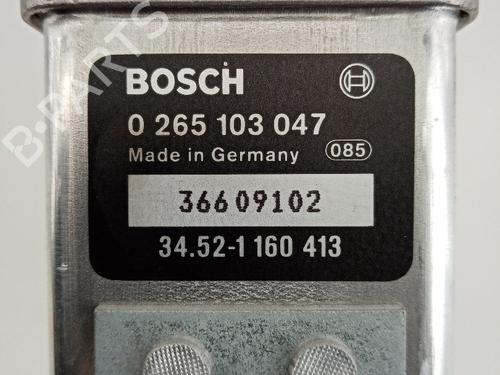 B-PARTS
BOSCH
0 265 103 047
Made in Germany 085
36609102
34.52-1 160 413